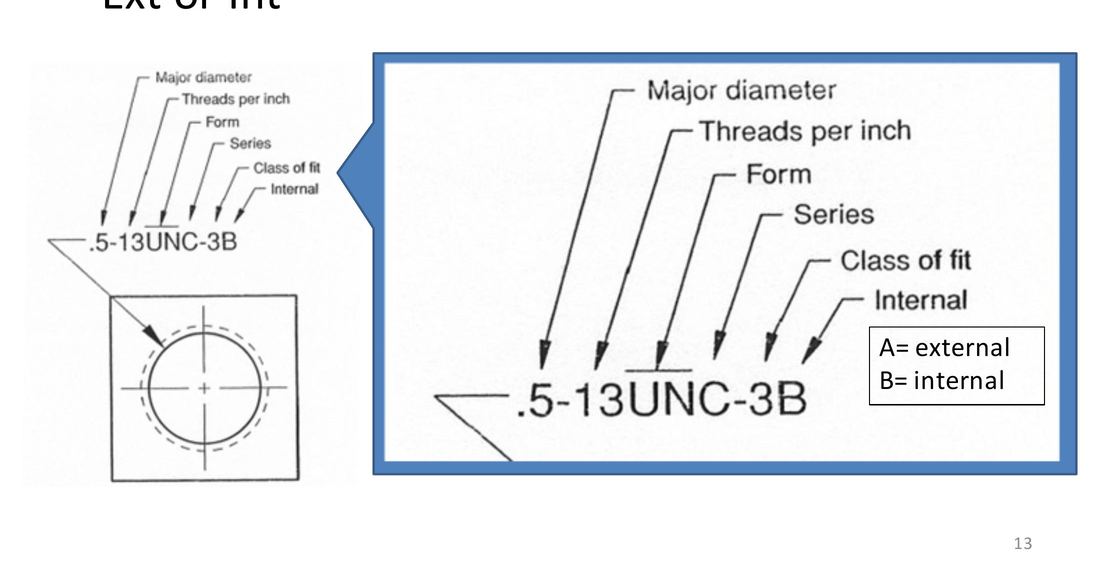 Ext or Int
Major diameter
Threads per inch
Form
Series
Class of fit
Internal
.5-13UNC-3B
Major diameter
Threads per inch
Form
Series
Class of fit
Internal
A= external
B= internal
.5-13UNC-3B
13